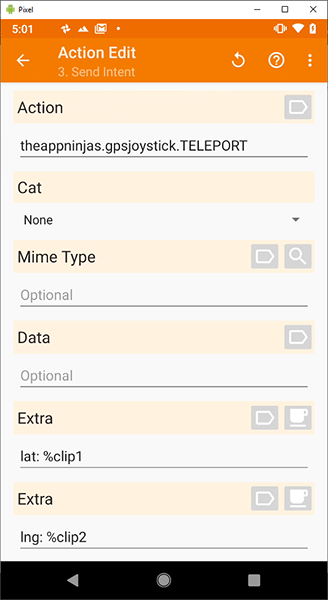 Pixel
5:01
Action Edit
3. Send Intent
Action
theappninjas.gpsjoystick.TELEPORT
Cat
None
Mime Type
Optional
Data
Optional
Extra
lat: %clip1
Extra
lng: %clip2